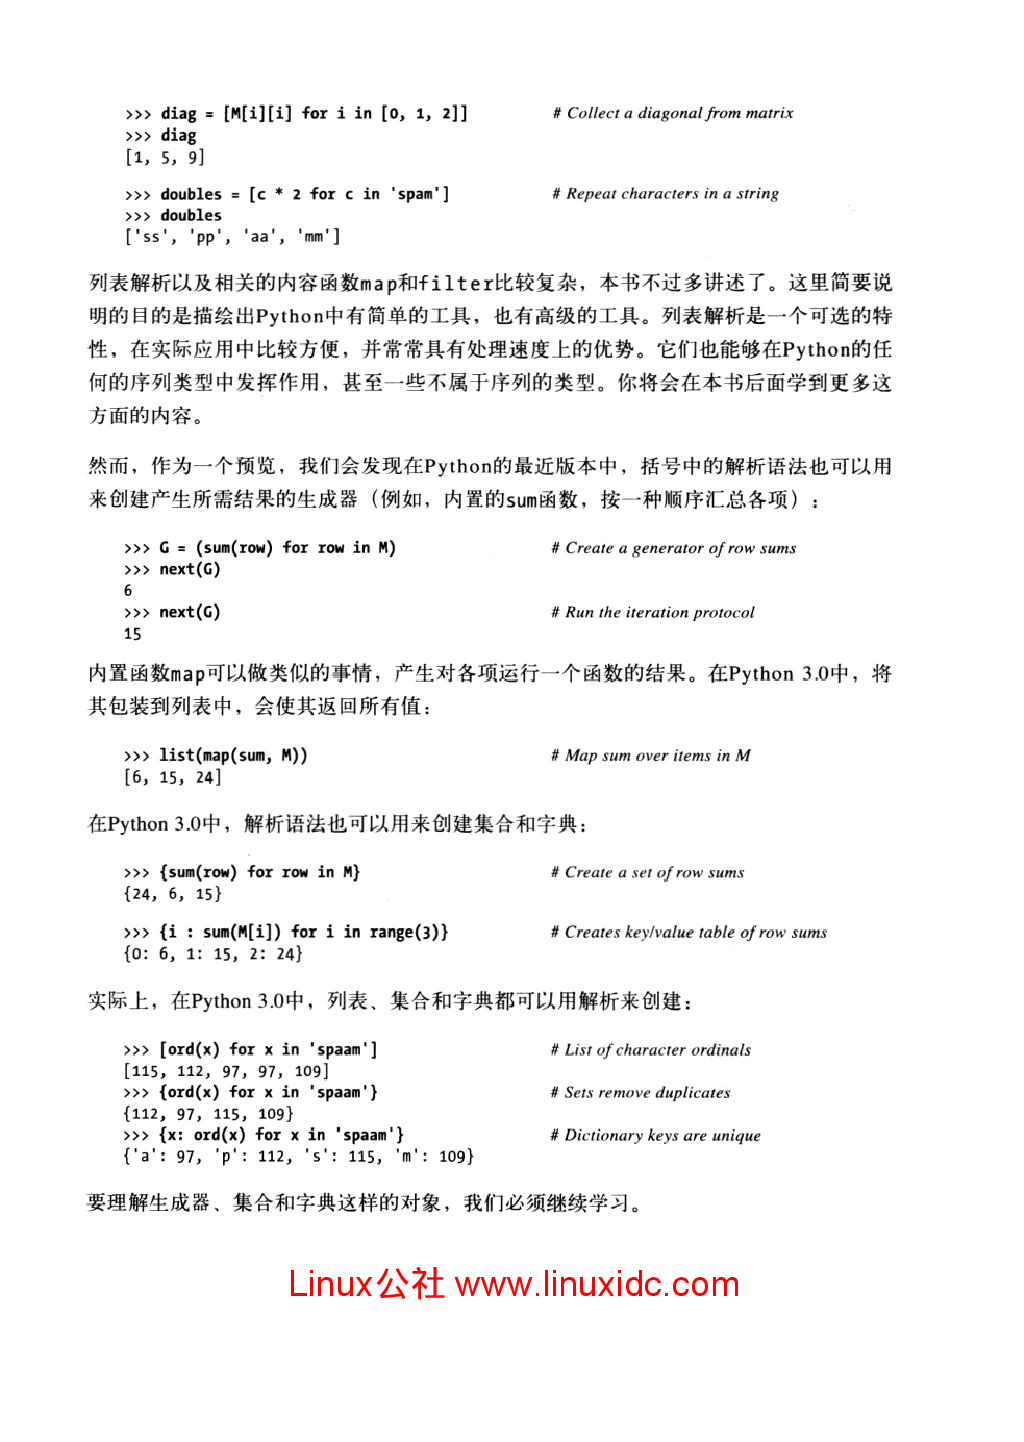 >>> diag = [M[i][i] for i in [0, 1, 2]] # Collect a diagonal from matrix
>>> diag
[1, 5, 9]
>>> doubles = [c * 2 for c in 'spam'] # Repeat characters in a string
>>> doubles
['ss', 'pp', 'aa', 'mm']
列表解析以及相关的内容函数map和filter比较复杂，本书不过多讲述了。这里简要说
明的目的是描绘出Python中有简单的工具，也有高级的工具。列表解析是一个可选的特
性，在实际应用中比较方便，并常常具有处理速度上的优势。它们也能够在Python的任
何的序列类型中发挥作用，甚至一些不属于序列的类型。你将会在本书后面学到更多这
方面的内容。
然而，作为一个预览，我们会发现在Python的最近版本中，括号中的解析语法也可以用
来创建产生所需结果的生成器（例如，内置的sum函数，按一种顺序汇总各项）：
>>> G = (sum(row) for row in M) # Create a generator of row sums
>>> next(G)
6
>>> next(G) # Run the iteration protocol
15
内置函数map可以做类似的事情，产生对各项运行一个函数的结果。在Python 3.0中，将
其包装到列表中，会使其返回所有值：
>>> list(map(sum, M)) # Map sum over items in M
[6, 15, 24]
在Python 3.0中，解析语法也可以用来创建集合和字典：
>>> {sum(row) for row in M} # Create a set of row sums
{24, 6, 15}
>>> {i : sum(M[i]) for i in range(3)} # Creates key/value table of row sums
{0: 6, 1: 15, 2: 24}
实际上，在Python 3.0中，列表、集合和字典都可以用解析来创建：
>>> [ord(x) for x in 'spaam'] # List of character ordinals
[115, 112, 97, 97, 109]
>>> {ord(x) for x in 'spaam'} # Sets remove duplicates
{112, 97, 115, 109}
>>> {x: ord(x) for x in 'spaam'} # Dictionary keys are unique
{'a': 97, 'p': 112, 's': 115, 'm': 109}
要理解生成器、集合和字典这样的对象，我们必须继续学习。
Linux公社 www.linuxidc.com